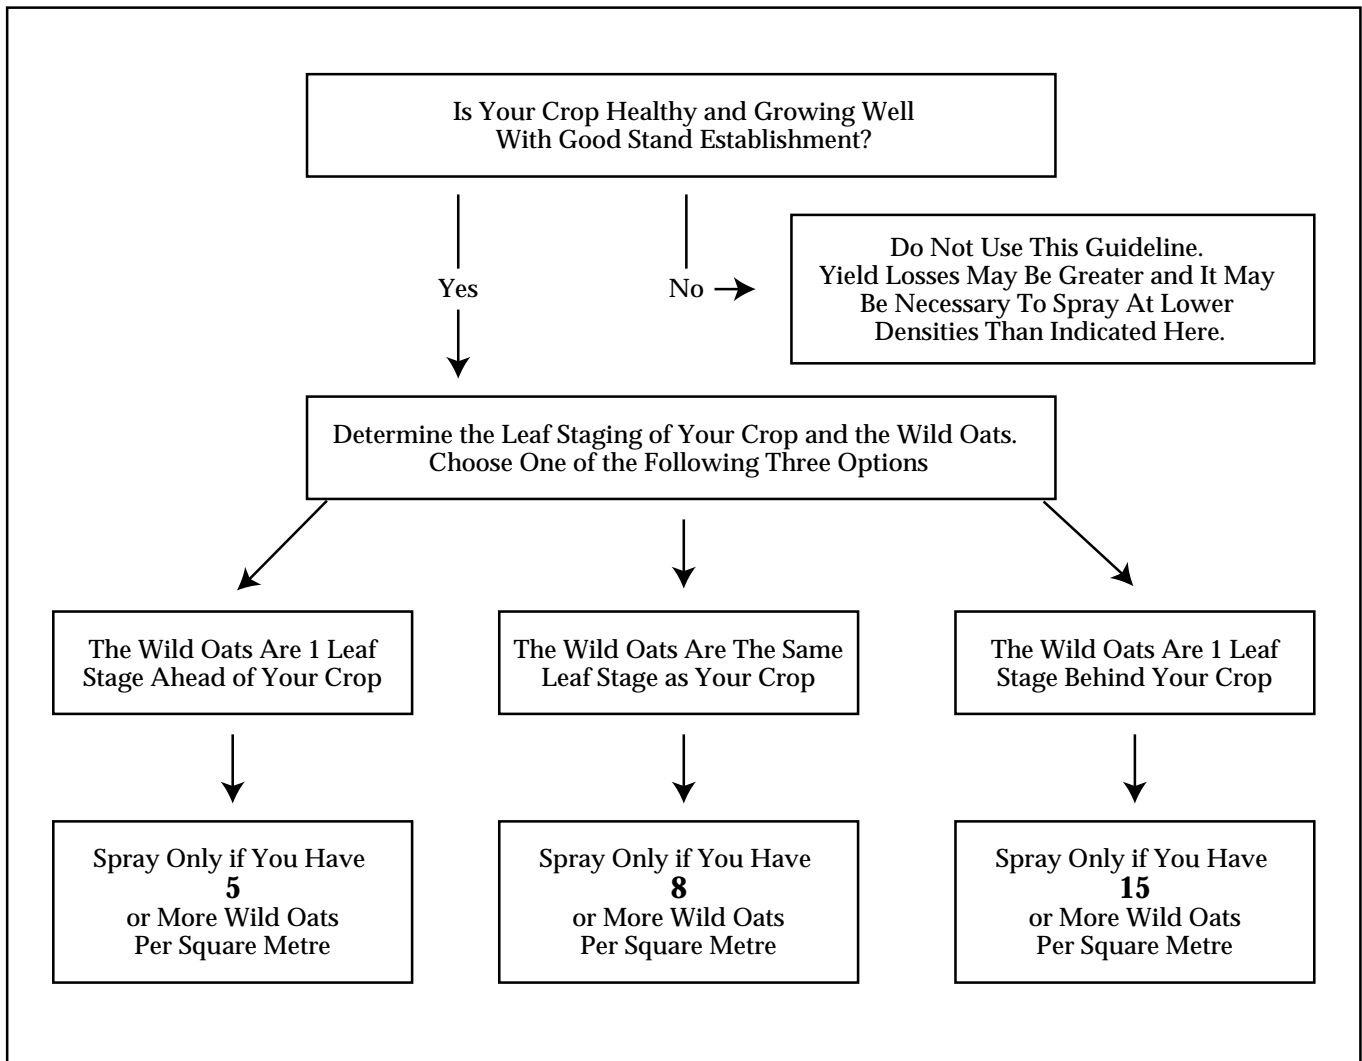 Is Your Crop Healthy and Growing Well
With Good Stand Establishment?
Yes
No
Do Not Use This Guideline.
Yield Losses May Be Greater and It May
Be Necessary To Spray At Lower
Densities Than Indicated Here.
Determine the Leaf Staging of Your Crop and the Wild Oats.
Choose One of the Following Three Options
The Wild Oats Are 1 Leaf
Stage Ahead of Your Crop
The Wild Oats Are The Same
Leaf Stage as Your Crop
The Wild Oats Are 1 Leaf
Stage Behind Your Crop
Spray Only if You Have
5
or More Wild Oats
Per Square Metre
Spray Only if You Have
8
or More Wild Oats
Per Square Metre
Spray Only if You Have
15
or More Wild Oats
Per Square Metre